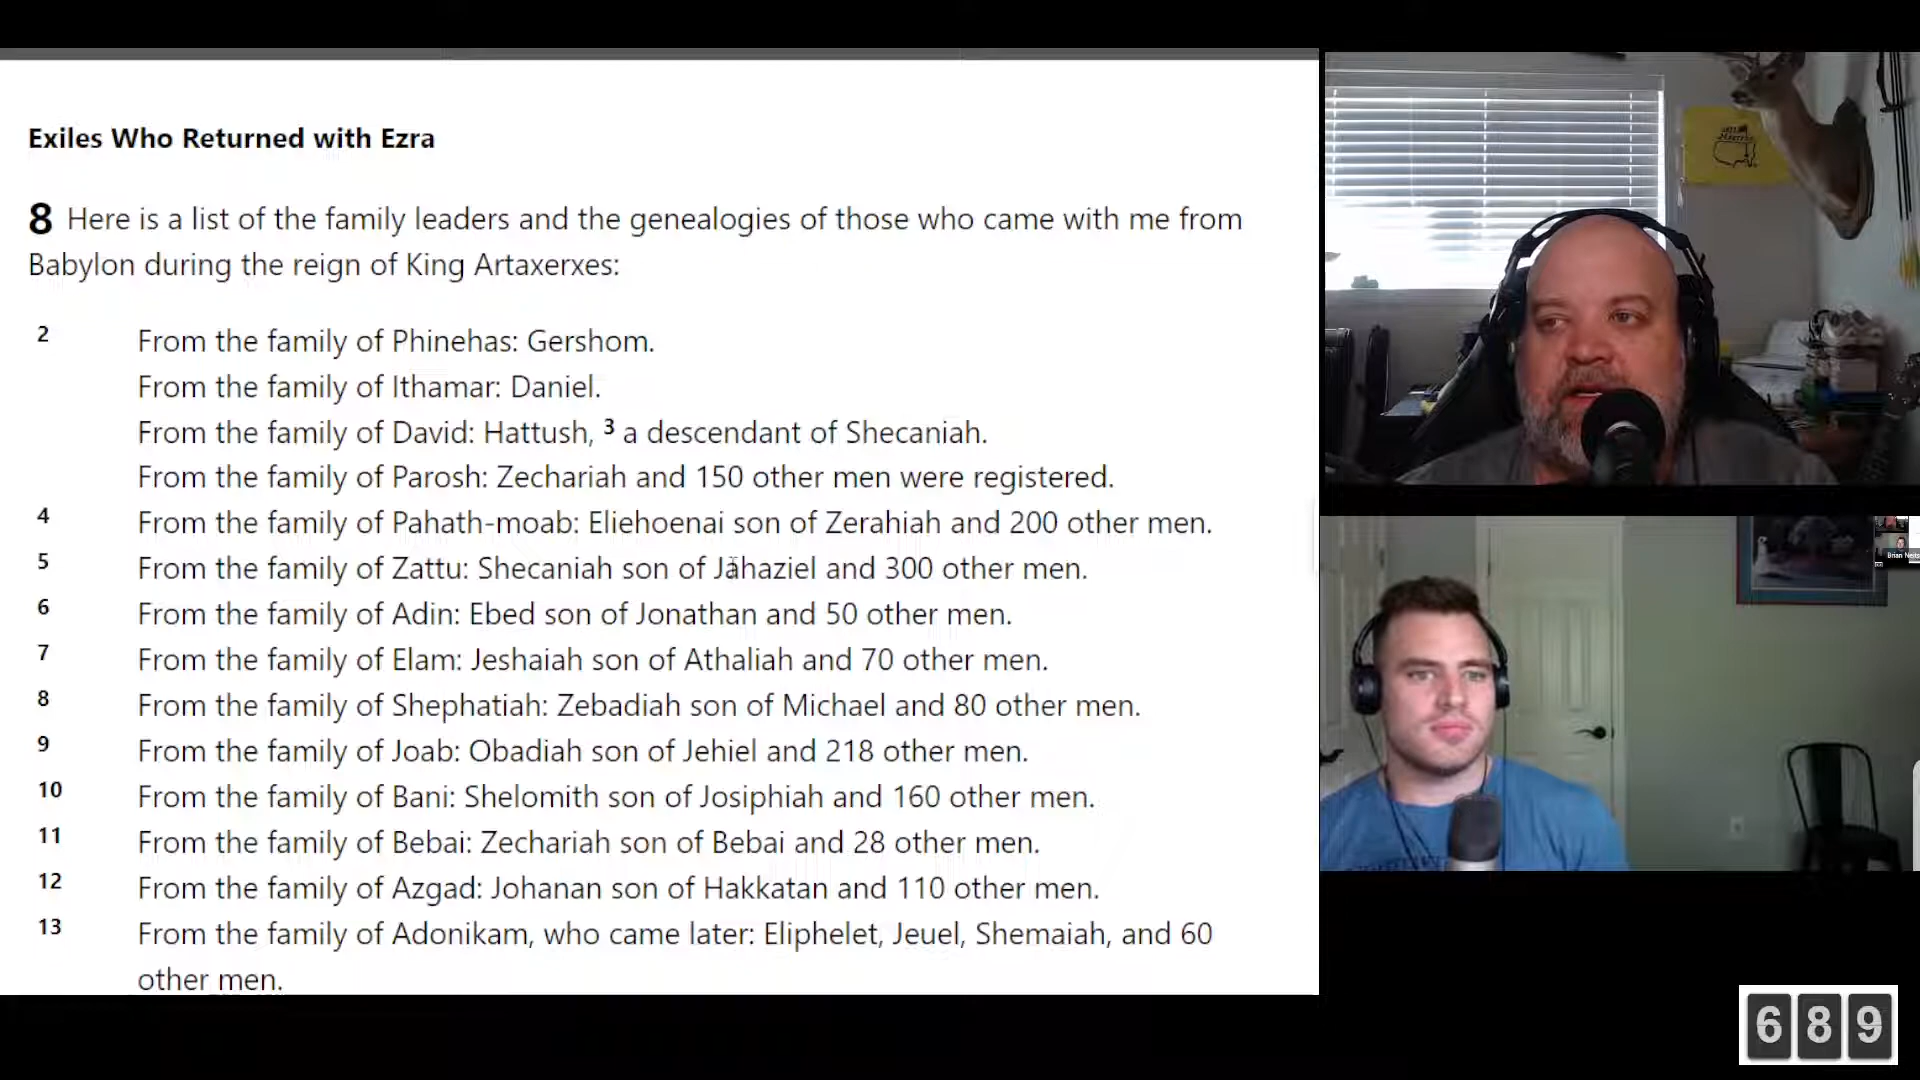 Exiles Who Returned with Ezra
8 Here is a list of the family leaders and the genealogies of those who came with me from
Babylon during the reign of King Artaxerxes:
2 From the family of Phinehas: Gershom.
From the family of Ithamar: Daniel.
From the family of David: Hattush, 3 a descendant of Shecaniah.
From the family of Parosh: Zechariah and 150 other men were registered.
4 From the family of Pahath-moab: Eliehoenai son of Zerahiah and 200 other men.
5 From the family of Zattu: Shecaniah son of Jahaziel and 300 other men.
6 From the family of Adin: Ebed son of Jonathan and 50 other men.
7 From the family of Elam: Jeshaiah son of Athaliah and 70 other men.
8 From the family of Shephatiah: Zebadiah son of Michael and 80 other men.
9 From the family of Joab: Obadiah son of Jehiel and 218 other men.
10 From the family of Bani: Shelomith son of Josiphiah and 160 other men.
11 From the family of Bebai: Zechariah son of Bebai and 28 other men.
12 From the family of Azgad: Johanan son of Hakkatan and 110 other men.
13 From the family of Adonikam, who came later: Eliphelet, Jeuel, Shemaiah, and 60
other men.
Brian
689